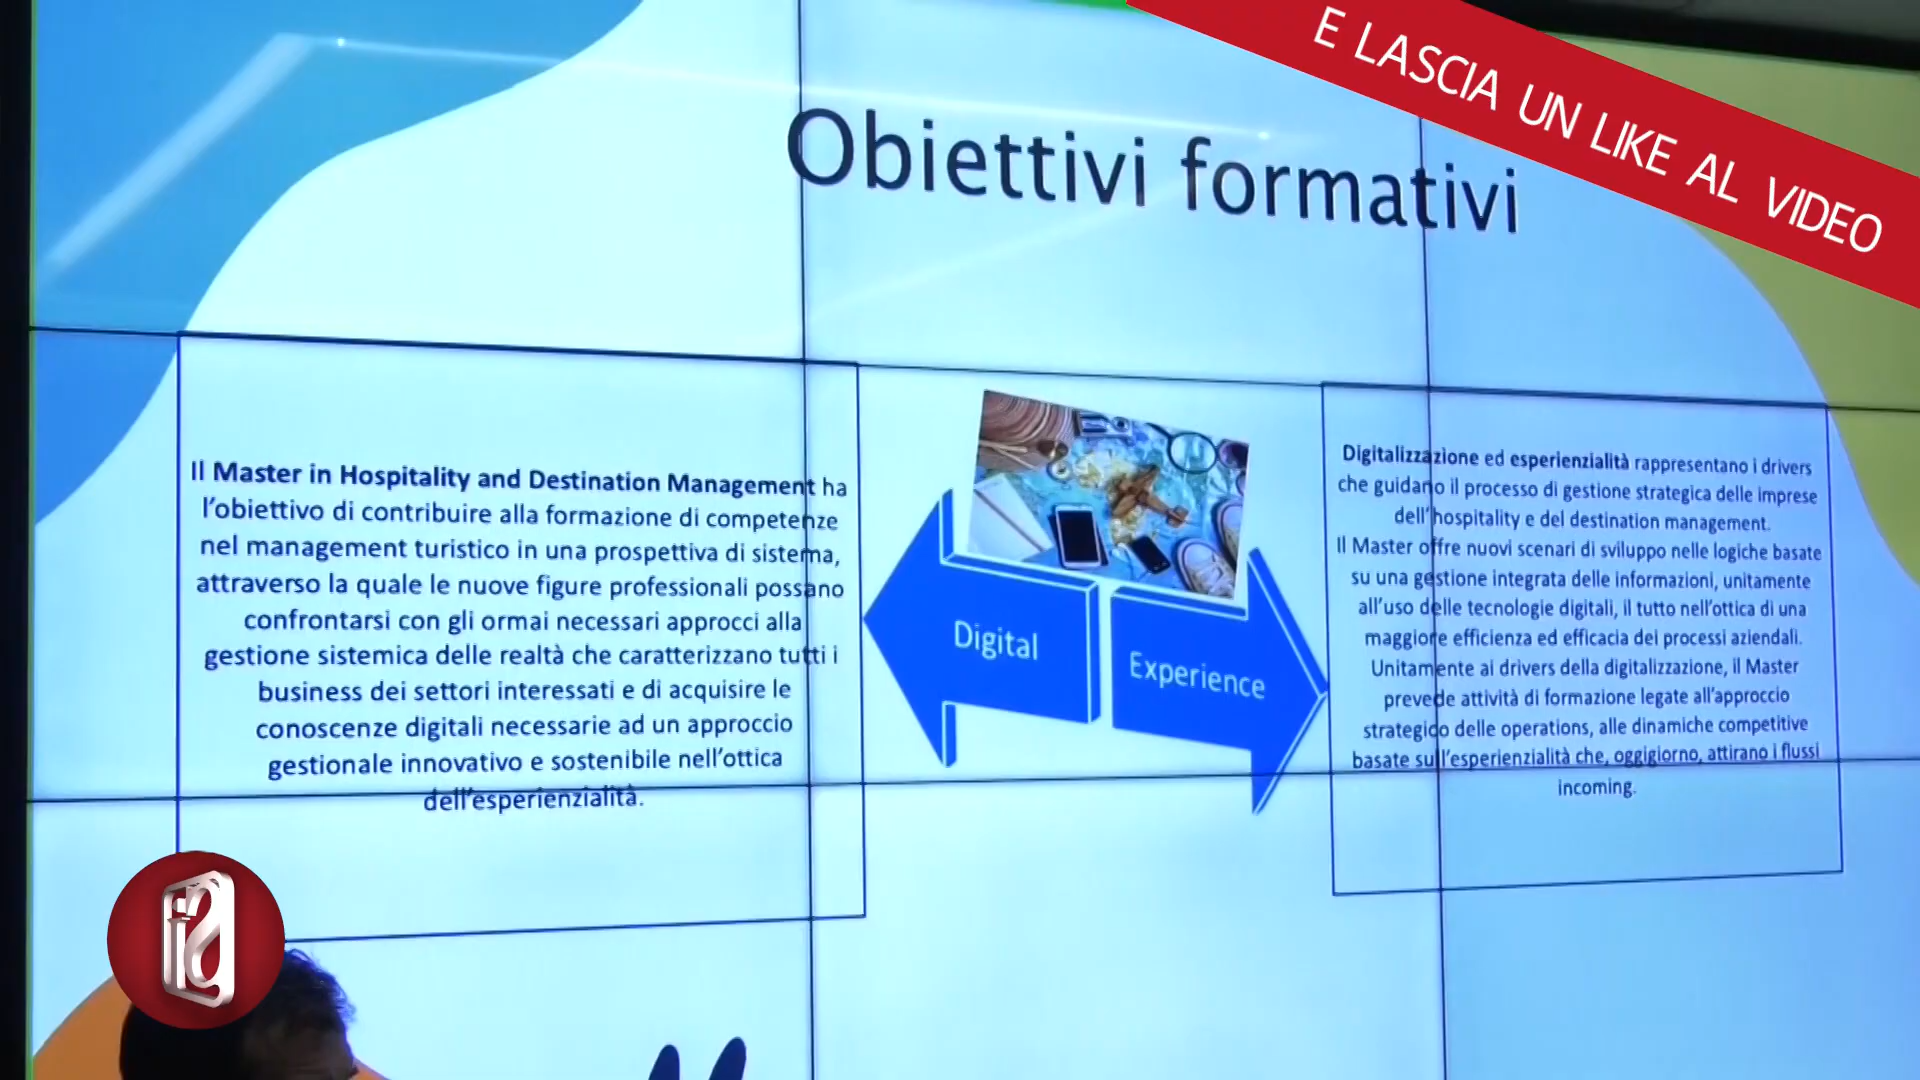 E LASCIA UN LIKE AL VIDEO
Obiettivi formativi
Il Master in Hospitality and Destination Management ha
l'obiettivo di contribuire alla formazione di competenze
nel management turistico in una prospettiva di sistema,
attraverso la quale le nuove figure professionali possano
confrontarsi con gli ormai necessari approcci alla
gestione sistemica delle realtà che caratterizzano tutti i
business dei settori interessati e di acquisire le
conoscenze digitali necessarie ad un approccio
gestionale innovativo e sostenibile nell'ottica
dell'esperienzialità.
Digital
Experience
Digitalizzazione ed esperienzialità rappresentano i drivers
che guidano il processo di gestione strategica delle imprese
dell'hospitality e del destination management.
Il Master offre nuovi scenari di sviluppo nelle logiche basate
su una gestione integrata delle informazioni, unitamente
all'uso delle tecnologie digitali, il tutto nell'ottica di una
maggiore efficienza ed efficacia dei processi aziendali.
Unitamente ai drivers della digitalizzazione, il Master
prevede attività di formazione legate all'approccio
strategico delle operations, alle dinamiche competitive
basate sull'esperienzialità che, oggigiorno, attirano i flussi
incoming.